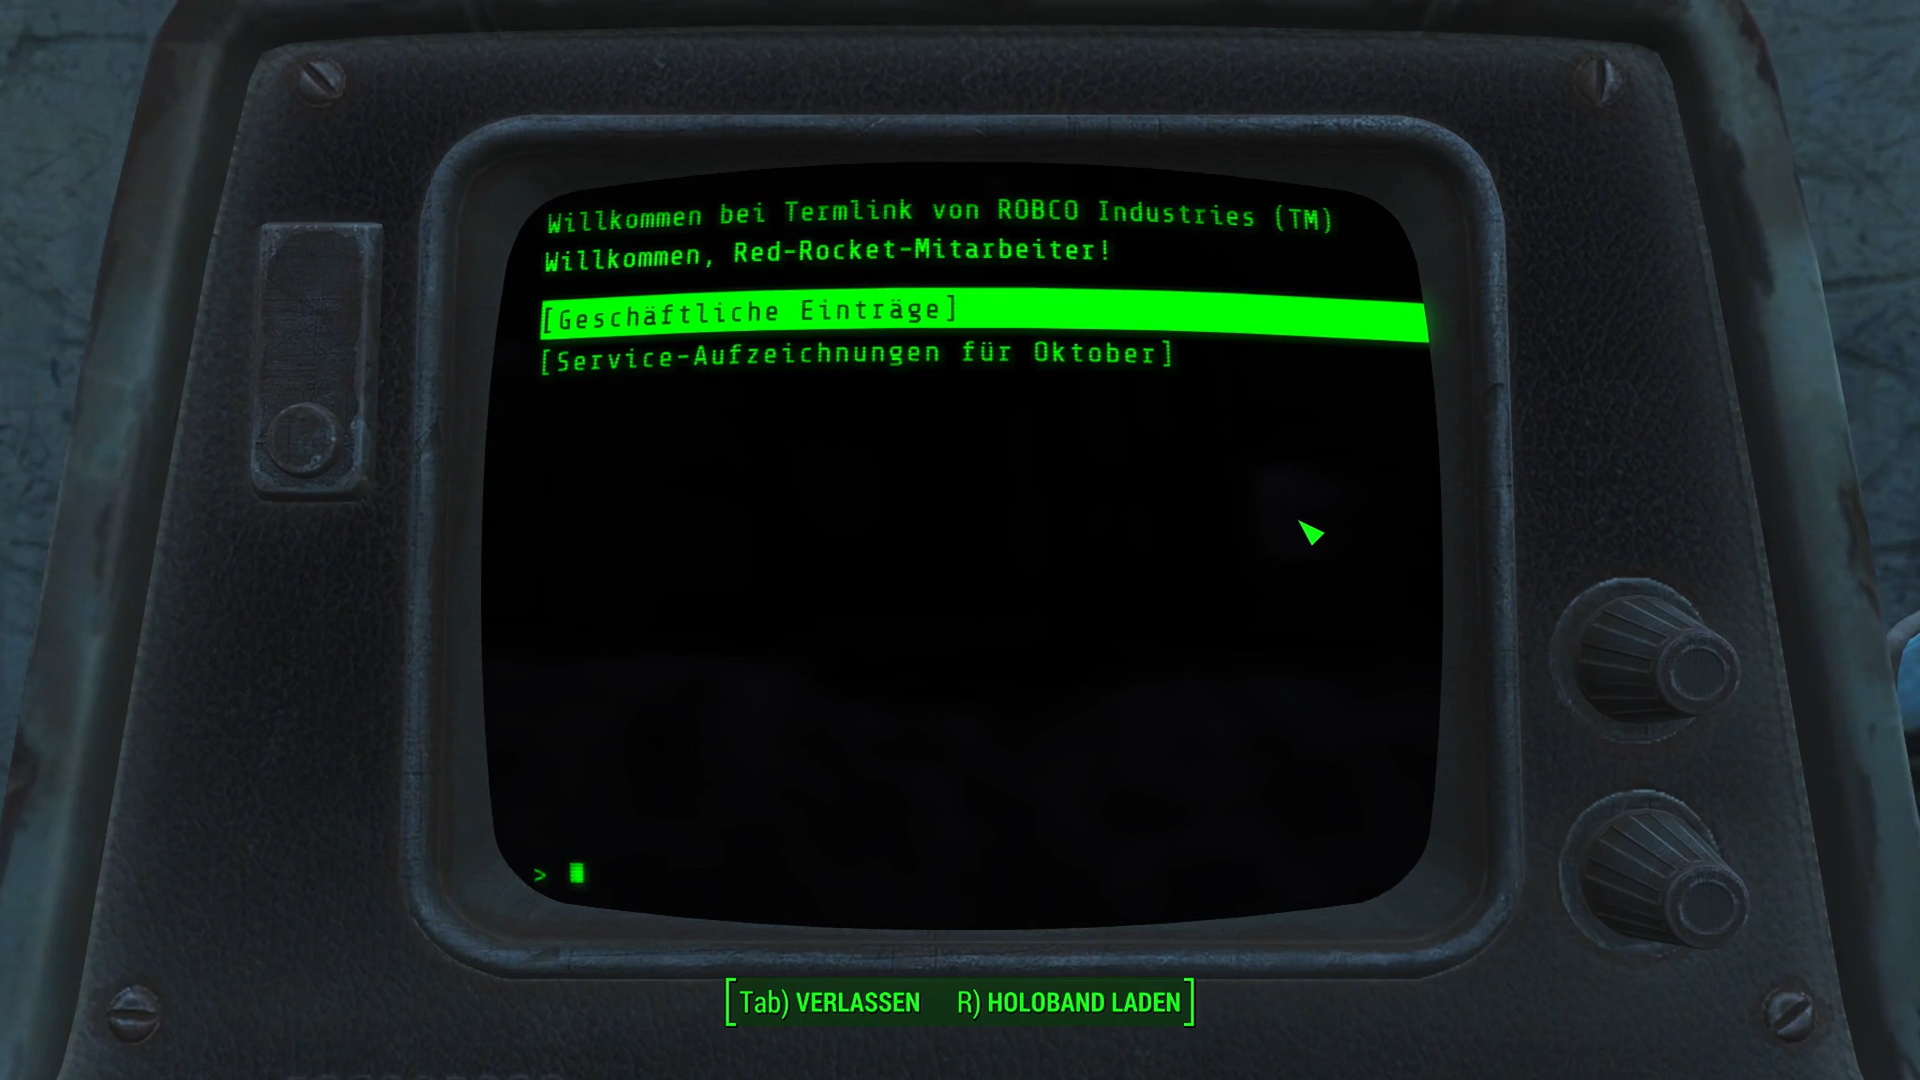 Willkommen bei Termlink von ROBCO Industries (TM)
Willkommen, Red-Rocket-Mitarbeiter!
[Geschäftliche Einträge]
[Service-Aufzeichnungen für Oktober]
>
[Tab) VERLASSEN R) HOLOBAND LADEN]